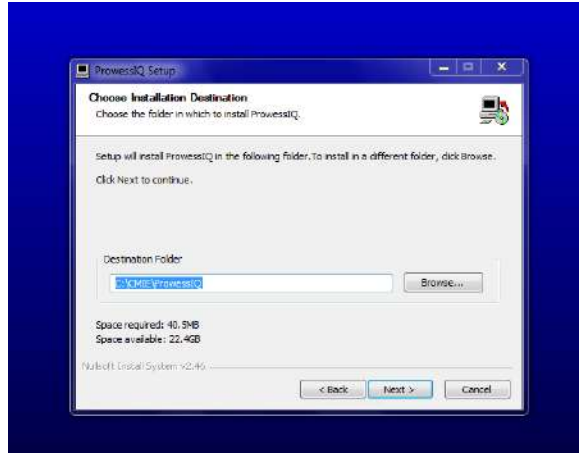 ProwessIQ Setup
Choose Installation Destination
Choose the folder in which to install ProwessIQ.
Setup will install ProwessIQ in the following folder. To install in a different folder, click Browse.
Click Next to continue.
Destination Folder
C:\CMIE\ProwessIQ
Browse...
Space required: 40.5MB
Space available: 22.4GB
Nullsoft Install System v2.46
< Back
Next >
Cancel